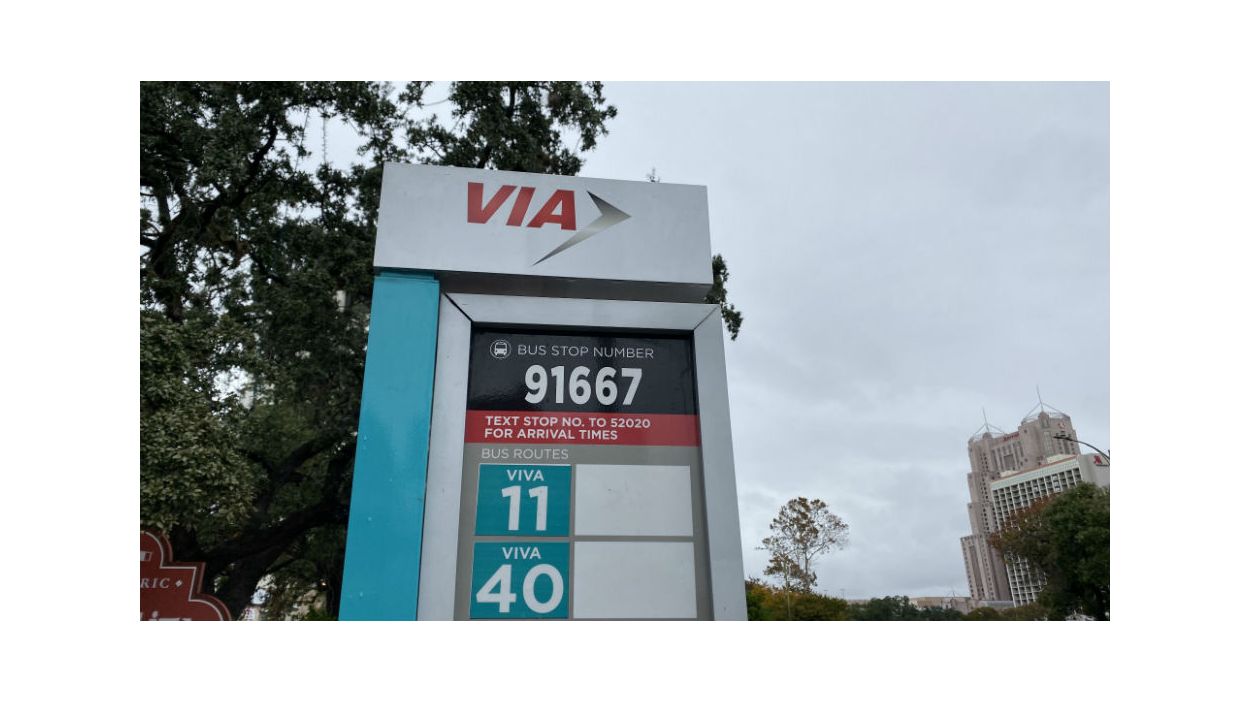 VIA
BUS STOP NUMBER
91667
TEXT STOP NO. TO 52020
FOR ARRIVAL TIMES
BUS ROUTES
VIVA
11
VIVA
40